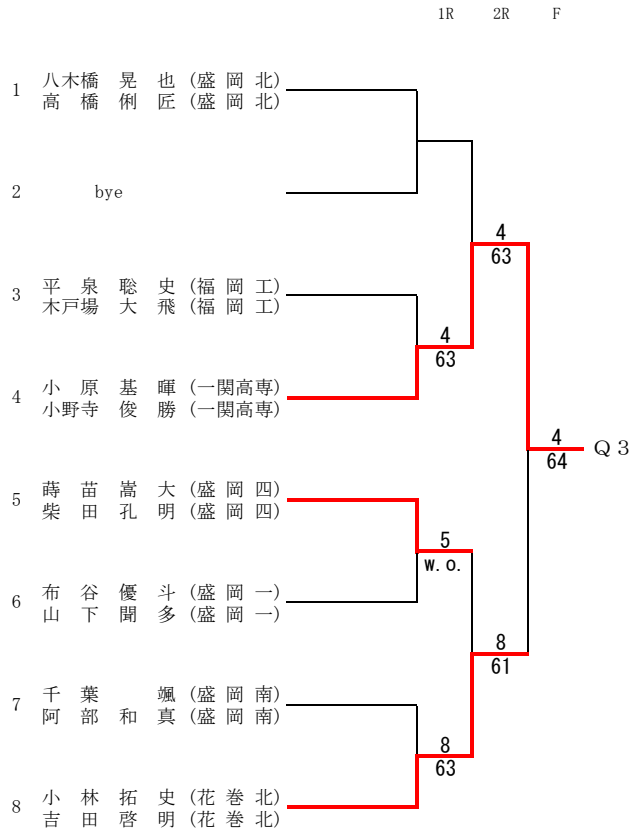 1R 2R F
1 八木橋 晃 也 (盛 岡 北)
高 橋 俐 匠 (盛 岡 北)
2 bye
4
63
3 平 泉 聡 史 (福 岡 工)
木戸場 大 飛 (福 岡 工)
4
63
4 小 原 基 暉 (一関高専)
小野寺 俊 勝 (一関高専)
4
64
Q 3
5 蒔 苗 嵩 大 (盛 岡 四)
柴 田 孔 明 (盛 岡 四)
5
w.o.
6 布 谷 優 斗 (盛 岡 一)
山 下 聞 多 (盛 岡 一)
8
61
7 千 葉 颯 (盛 岡 南)
阿 部 和 真 (盛 岡 南)
8
63
8 小 林 拓 史 (花 巻 北)
吉 田 啓 明 (花 巻 北)